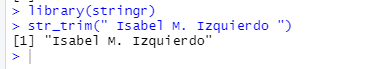 > library(stringr)
> str_trim(" Isabel M. Izquierdo ")
[1] "Isabel M. Izquierdo"
>